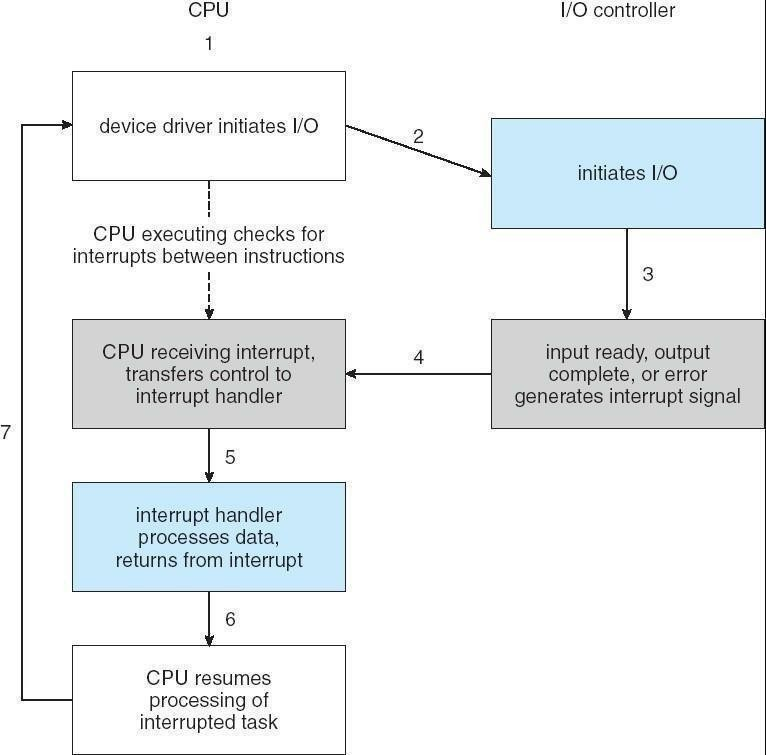 CPU
I/O controller
1
device driver initiates I/O
2
initiates I/O
CPU executing checks for
interrupts between instructions
3
CPU receiving interrupt,
transfers control to
interrupt handler
4
input ready, output
complete, or error
generates interrupt signal
7
5
interrupt handler
processes data,
returns from interrupt
6
CPU resumes
processing of
interrupted task